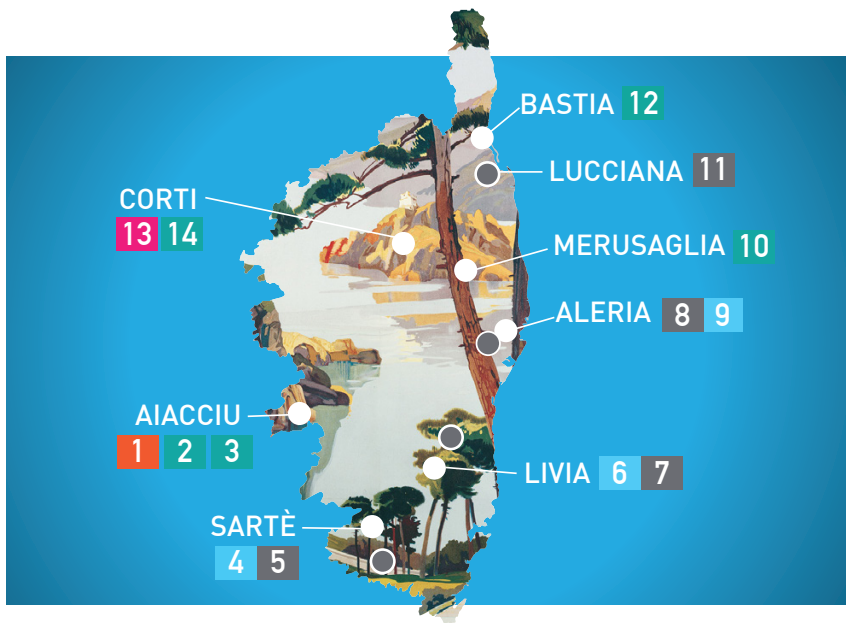 BASTIA 12
LUCCIANA 11
CORTI
13 14
MERUSAGLIA 10
ALERIA 8 9
AIACCIU
1 2 3
LIVIA 6 7
SARTÈ
4 5